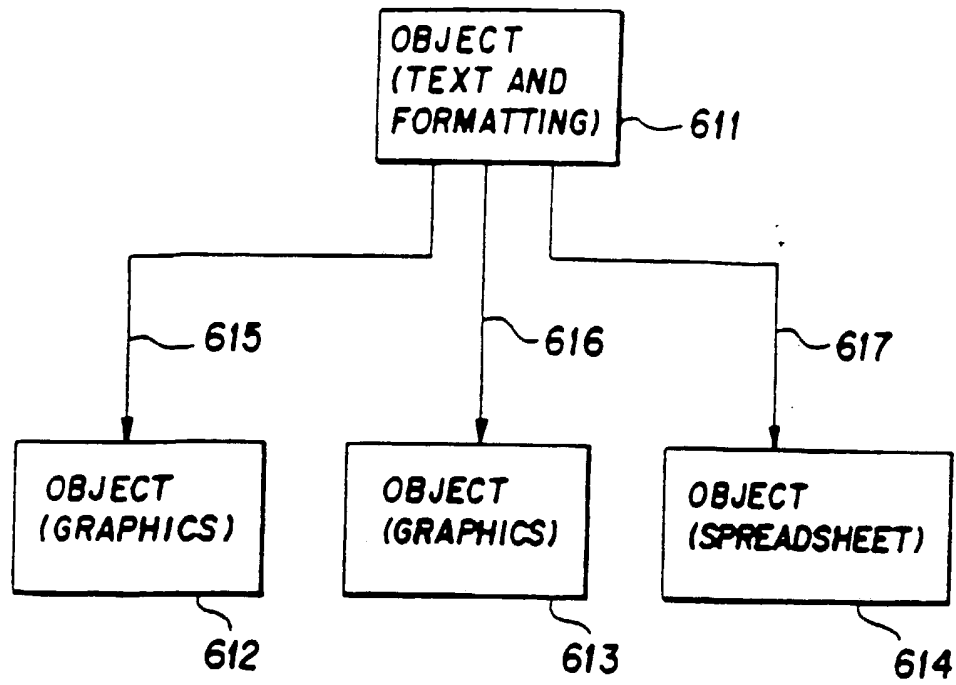 OBJECT
(TEXT AND
FORMATTING)
611
615
616
617
OBJECT
(GRAPHICS)
OBJECT
(GRAPHICS)
OBJECT
(SPREADSHEET)
612
613
614